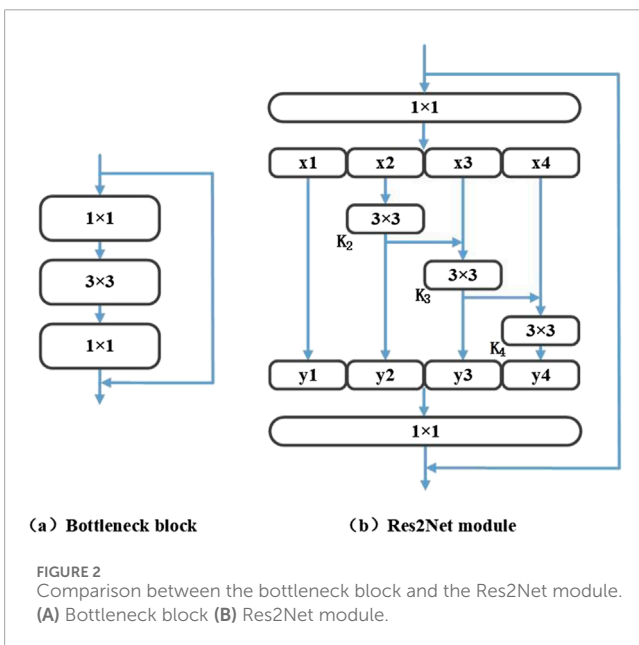 1×1
3×3
1×1
(a) Bottleneck block
1×1
x1 x2 x3 x4
3×3
K2
3×3
K3
3×3
K4
y1 y2 y3 y4
1×1
(b) Res2Net module
FIGURE 2
Comparison between the bottleneck block and the Res2Net module.
(A) Bottleneck block (B) Res2Net module.